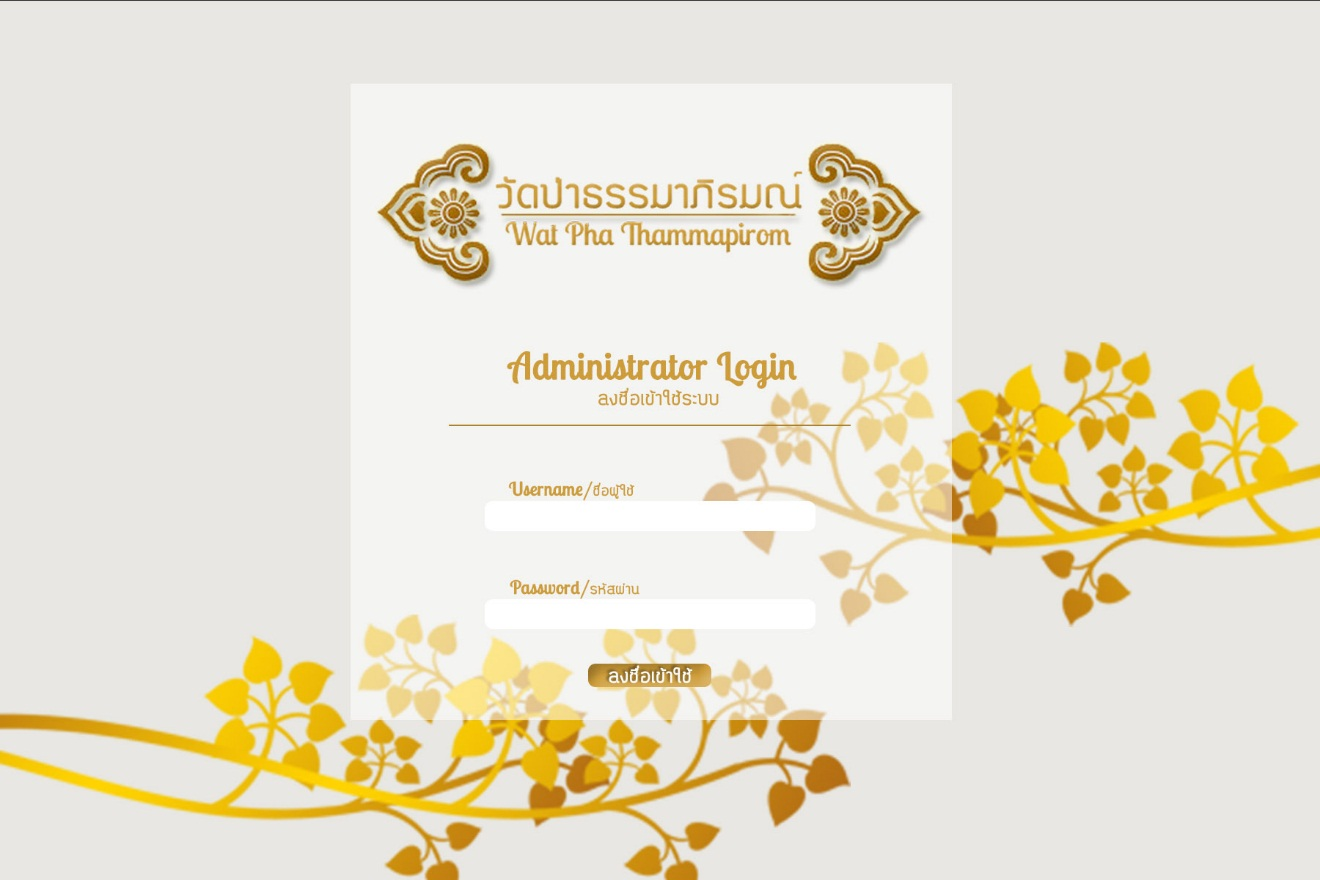 วัดป่าธรรมาภิรมณ์
Wat Pha Thammapirom
Administrator Login
ลงชื่อเข้าใช้ระบบ
Username/ชื่อผู้ใช้
Password/รหัสผ่าน
ลงชื่อเข้าใช้